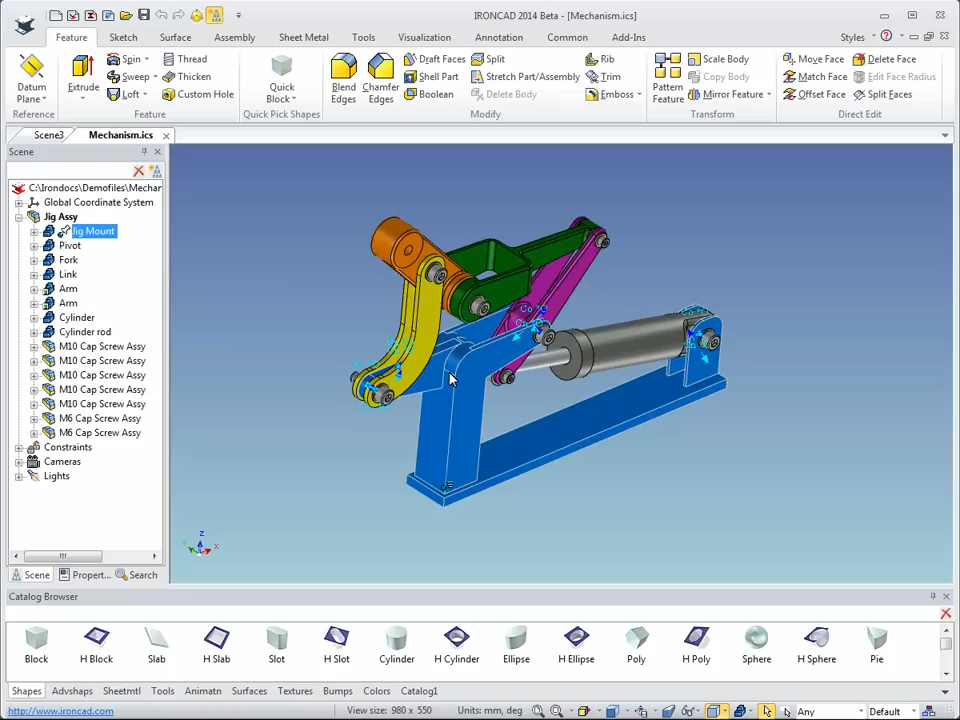 IRONCAD 2014 Beta - [Mechanism.ics]
Feature Sketch Surface Assembly Sheet Metal Tools Visualization Annotation Common Add-Ins Styles
Datum Plane
Reference
Extrude
Spin Thread
Sweep Thicken
Loft Custom Hole
Feature
Quick Block
Quick Pick Shapes
Blend Edges
Chamfer Edges
Draft Faces Split Rib
Shell Part Stretch Part/Assembly Trim
Boolean Delete Body Emboss
Modify
Pattern Feature
Scale Body
Copy Body
Mirror Feature
Transform
Move Face Delete Face
Match Face Edit Face Radius
Offset Face Split Faces
Direct Edit
Scene3 Mechanism.ics
Scene
C:\Irondocs\Demofiles\Mechar
Global Coordinate System
Jig Assy
Jig Mount
Pivot
Fork
Link
Arm
Arm
Cylinder
Cylinder rod
M10 Cap Screw Assy
M10 Cap Screw Assy
M10 Cap Screw Assy
M10 Cap Screw Assy
M10 Cap Screw Assy
M6 Cap Screw Assy
M6 Cap Screw Assy
Constraints
Cameras
Lights
Z
X
Scene Propert... Search
Catalog Browser
Block H Block Slab H Slab Slot H Slot Cylinder H Cylinder Ellipse H Ellipse Poly H Poly Sphere H Sphere Pie
Shapes Advshaps Sheetmtl Tools Animatn Surfaces Textures Bumps Colors Catalog1
http://www.ironcad.com View size: 980 x 550 Units: mm, deg Any Default